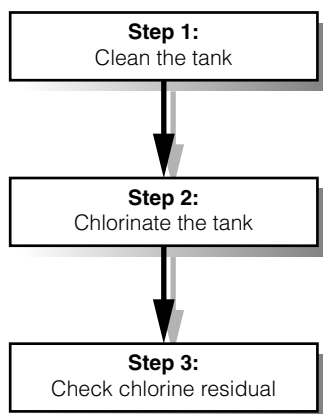 Step 1:
Clean the tank
Step 2:
Chlorinate the tank
Step 3:
Check chlorine residual